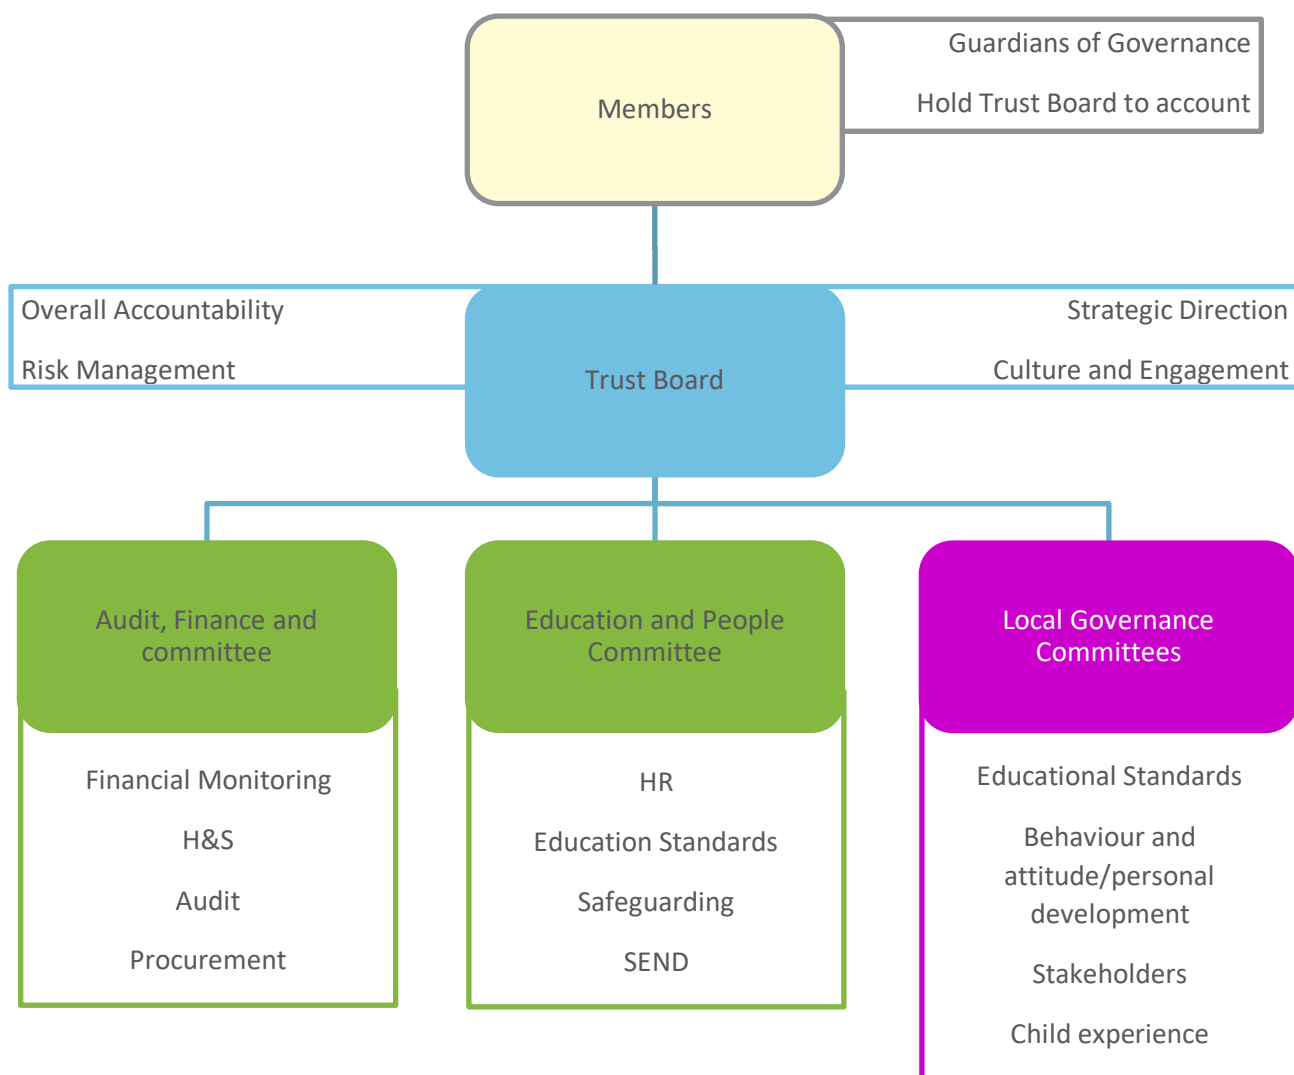 Members
Guardians of Governance
Hold Trust Board to account
Overall Accountability
Risk Management
Trust Board
Strategic Direction
Culture and Engagement
Audit, Finance and
committee
Financial Monitoring
H&S
Audit
Procurement
Education and People
Committee
HR
Education Standards
Safeguarding
SEND
Local Governance
Committees
Educational Standards
Behaviour and
attitude/personal
development
Stakeholders
Child experience